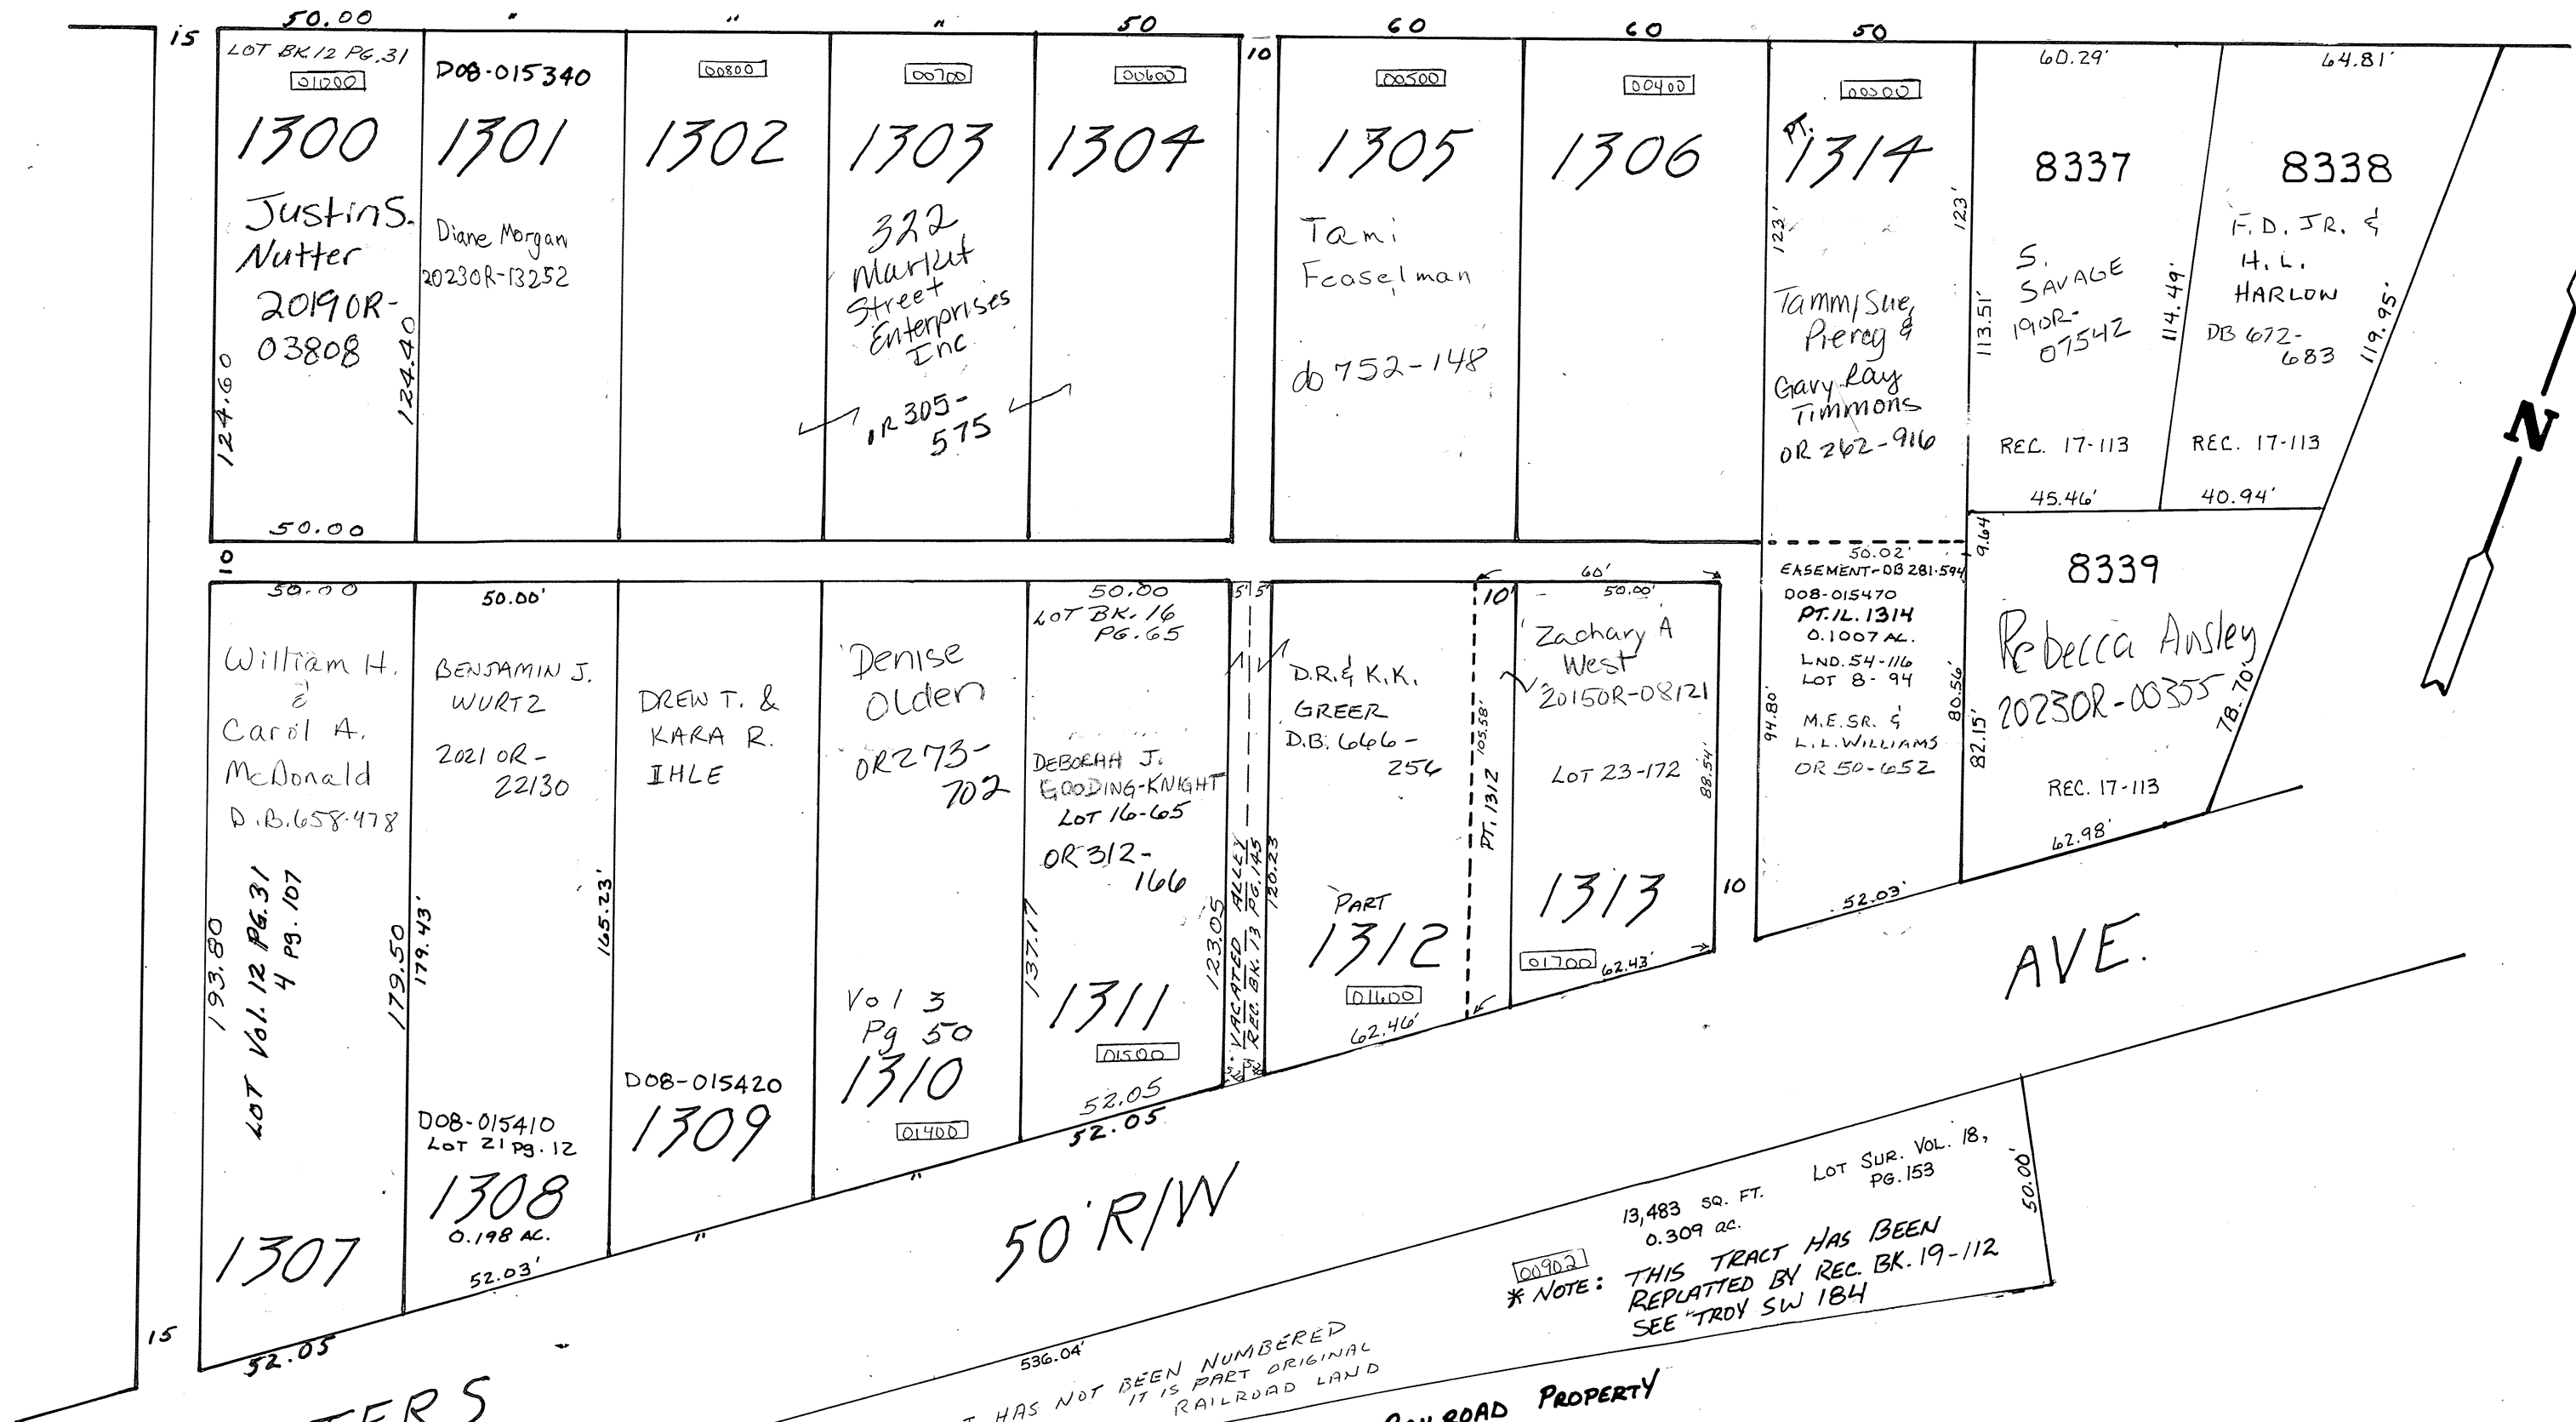 15
50.00
"
"
"
50
10
60
60
50
LOT BK.12 PG.31
01200
1300
Justin S.
Nutter
2019OR-
03808
124.60
124.40
50.00
D08-015340
1301
Diane Morgan
2023OR-13252
00800
1302
00700
1303
322
Market
Street
Enterprises
Inc
OR 305-
575
00600
1304
00500
1305
Tami
Feaselman
db 752-148
00400
1306
00300
PT.
1314
123'
123'
Tammy Sue,
Piercy &
Gary Ray
Timmons
OR 262-916
60.29'
8337
S.
SAVAGE
19OR-
07542
113.51'
114.49'
REC. 17-113
45.46'
64.81'
8338
F.D. JR. &
H.L.
HARLOW
DB 672-
683
119.95'
REC. 17-113
40.94'
N
10
50.00
William H.
&
Carol A.
McDonald
D.B.658-478
LOT Vol. 12 PG.31
4 pg. 107
193.80
179.50
1307
15
52.05
50.00'
BENJAMIN J.
WURTZ
2021OR-
22130
179.43'
165.23'
D08-015410
LOT 21 pg. 12
1308
0.198 AC.
52.03'
DREW T. &
KARA R.
IHLE
D08-015420
1309
"
Denise
Olden
OR273-
702
Vol 3
Pg 50
1310
01400
"
50.00
LOT BK. 16
PG. 65
DEBORAH J.
GOODING-KNIGHT
LOT 16-65
OR 312-
166
137.17
123.05
1311
01500
52.05
52.05
5'
5'
VACATED ALLEY
REC. BK. 13 PG. 145
120.23
D.R. & K.K.
GREER
D.B. 666-
256
PART
1312
01600
62.46'
60'
10'
50.00'
PT. 1312
105.58'
Zachary A
West
2015OR-08121
LOT 23-172
88.54'
1313
01700
62.43'
10
50.02'
EASEMENT-DB 281-594
D08-015470
PT. I.L. 1314
0.1007 AC.
LND. 54-116
LOT 8-94
M.E. SR. &
L.L. WILLIAMS
OR 50-652
94.80'
80.56'
52.03'
9.64
82.15'
8339
Rebecca Ansley
2023OR-00355
78.70'
REC. 17-113
62.98'
AVE.
50' R/W
TERS
536.04'
13,483 SQ. FT.
0.309 ac.
LOT SUR. VOL. 18,
PG. 153
50.00'
00902
* NOTE: THIS TRACT HAS BEEN
REPLATTED BY REC. BK. 19-112
SEE TROY SW 184
HAS NOT BEEN NUMBERED
IT IS PART ORIGINAL
RAILROAD LAND
RAILROAD PROPERTY